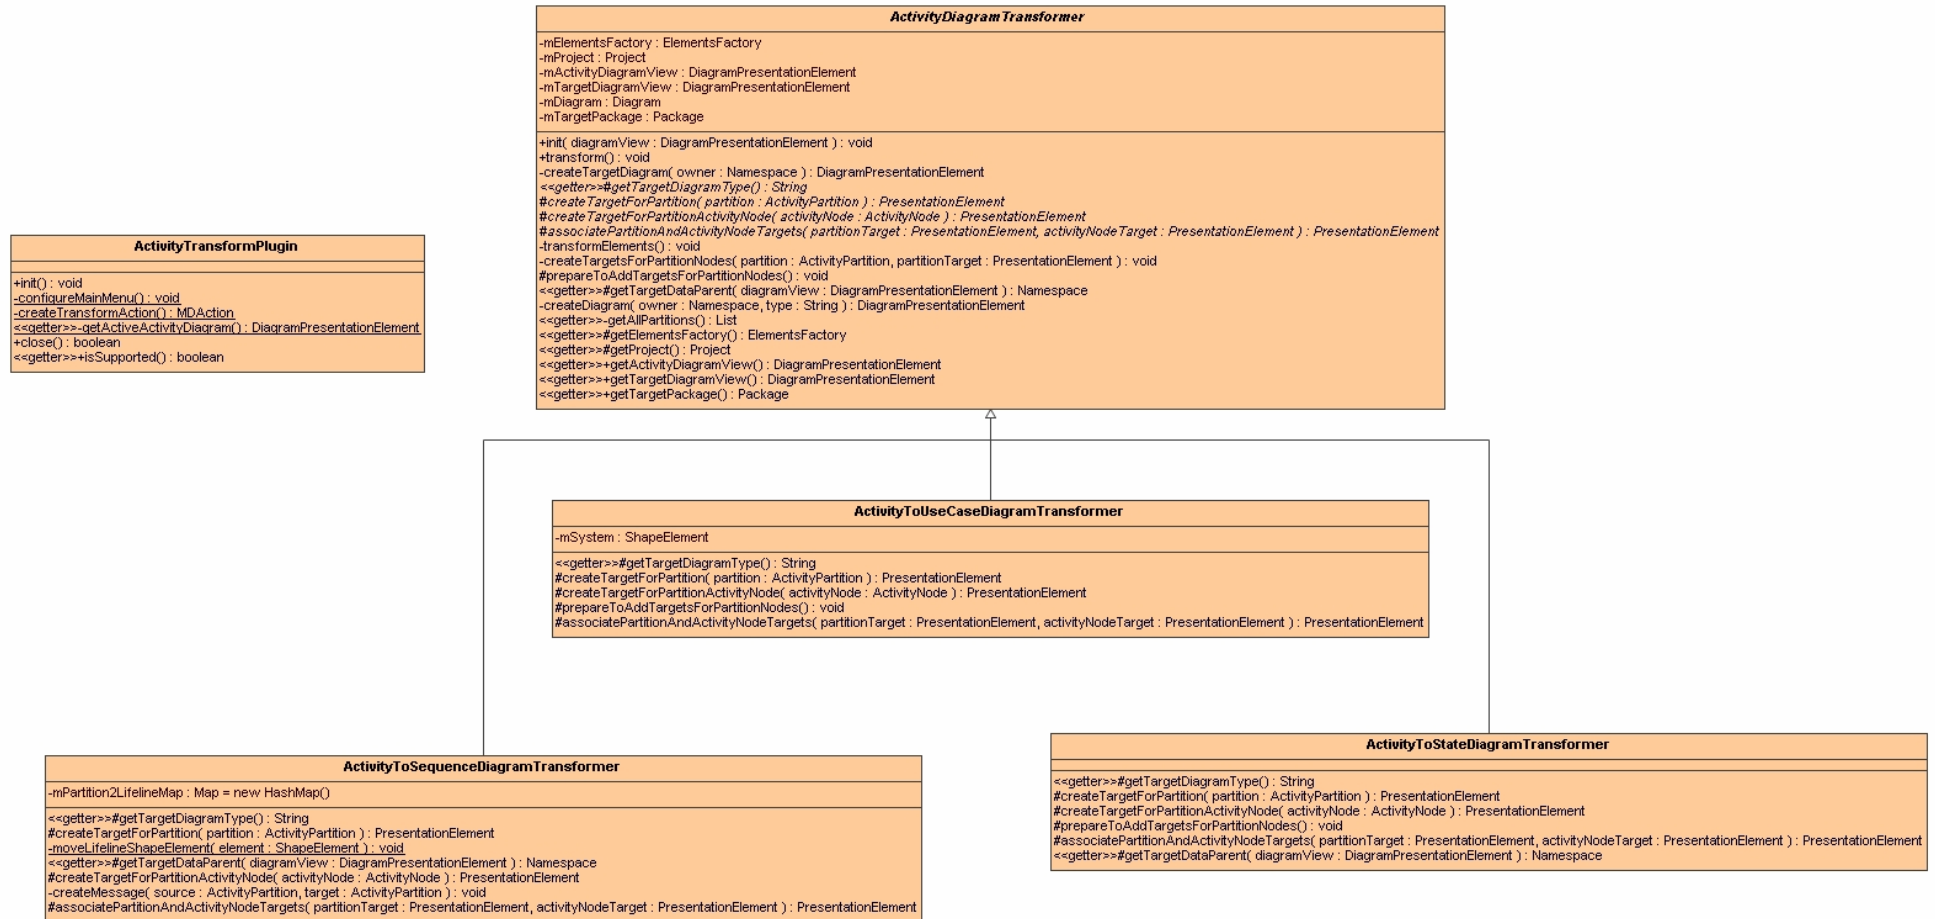 ActivityDiagramTransformer
-mElementsFactory : ElementsFactory
-mProject : Project
-mActivityDiagramView : DiagramPresentationElement
-mTargetDiagramView : DiagramPresentationElement
-mDiagram : Diagram
-mTargetPackage : Package
+init( diagramView : DiagramPresentationElement ) : void
+transform() : void
-createTargetDiagram( owner : Namespace ) : DiagramPresentationElement
<<getter>>#getTargetDiagramType() : String
#createTargetForPartition( partition : ActivityPartition ) : PresentationElement
#createTargetForPartitionActivityNode( activityNode : ActivityNode ) : PresentationElement
#associatePartitionAndActivityNodeTargets( partitionTarget : PresentationElement, activityNodeTarget : PresentationElement ) : PresentationElement
-transformElements() : void
-createTargetsForPartitionNodes( partition : ActivityPartition, partitionTarget : PresentationElement ) : void
#prepareToAddTargetsForPartitionNodes() : void
<<getter>>#getTargetDataParent( diagramView : DiagramPresentationElement ) : Namespace
-createDiagram( owner : Namespace, type : String ) : DiagramPresentationElement
<<getter>>-getAllPartitions() : List
<<getter>>#getElementsFactory() : ElementsFactory
<<getter>>#getProject() : Project
<<getter>>+getActivityDiagramView() : DiagramPresentationElement
<<getter>>+getTargetDiagramView() : DiagramPresentationElement
<<getter>>+getTargetPackage() : Package
ActivityTransformPlugin
+init() : void
-configureMainMenu() : void
-createTransformAction() : MDAction
<<getter>>-getActiveActivityDiagram() : DiagramPresentationElement
+close() : boolean
<<getter>>+isSupported() : boolean
ActivityToUseCaseDiagramTransformer
-mSystem : ShapeElement
<<getter>>#getTargetDiagramType() : String
#createTargetForPartition( partition : ActivityPartition ) : PresentationElement
#createTargetForPartitionActivityNode( activityNode : ActivityNode ) : PresentationElement
#prepareToAddTargetsForPartitionNodes() : void
#associatePartitionAndActivityNodeTargets( partitionTarget : PresentationElement, activityNodeTarget : PresentationElement ) : PresentationElement
ActivityToSequenceDiagramTransformer
-mPartition2LifelineMap : Map = new HashMap()
<<getter>>#getTargetDiagramType() : String
#createTargetForPartition( partition : ActivityPartition ) : PresentationElement
-moveLifelineShapeElement( element : ShapeElement ) : void
<<getter>>#getTargetDataParent( diagramView : DiagramPresentationElement ) : Namespace
#createTargetForPartitionActivityNode( activityNode : ActivityNode ) : PresentationElement
-createMessage( source : ActivityPartition, target : ActivityPartition ) : void
#associatePartitionAndActivityNodeTargets( partitionTarget : PresentationElement, activityNodeTarget : PresentationElement ) : PresentationElement
ActivityToStateDiagramTransformer
<<getter>>#getTargetDiagramType() : String
#createTargetForPartition( partition : ActivityPartition ) : PresentationElement
#createTargetForPartitionActivityNode( activityNode : ActivityNode ) : PresentationElement
#prepareToAddTargetsForPartitionNodes() : void
#associatePartitionAndActivityNodeTargets( partitionTarget : PresentationElement, activityNodeTarget : PresentationElement ) : PresentationElement
<<getter>>#getTargetDataParent( diagramView : DiagramPresentationElement ) : Namespace